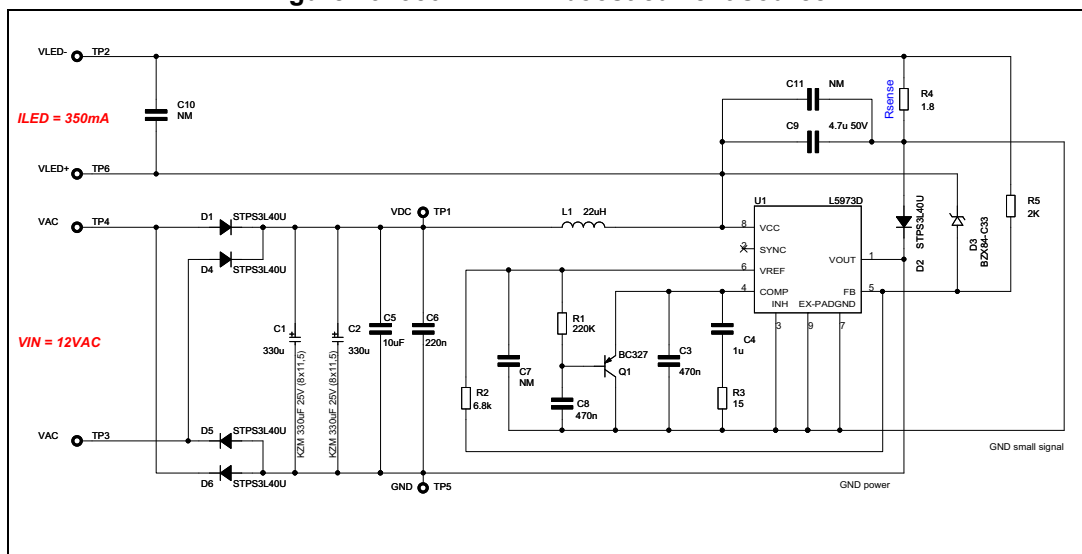 VLED- TP2
C10
NM
ILED = 350mA
VLED+ TP6
VAC TP4
D1 STPS3L40U
D4 STPS3L40U
VDC TP1
L1 22uH
C11 NM
C9 4.7u 50V
Rsense
R4
1.8
U1 L5973D
8 VCC
2 SYNC
6 VREF
4 COMP
INH EX-PADGND
VOUT 1
FB 5
3 9 7
D2
STPS3L40U
D3
BZX84-C33
R5
2K
VIN = 12VAC
C1
330u
KZM 330uF 25V (8x11,5)
C2
330u
KZM 330uF 25V (8x11,5)
C5
10uF
C6
220n
R1
220K
BC327
Q1
C3
470n
C4
1u
R3
15
C7
NM
R2
6.8k
C8
470n
VAC TP3
D5 STPS3L40U
D6 STPS3L40U
GND TP5
GND small signal
GND power